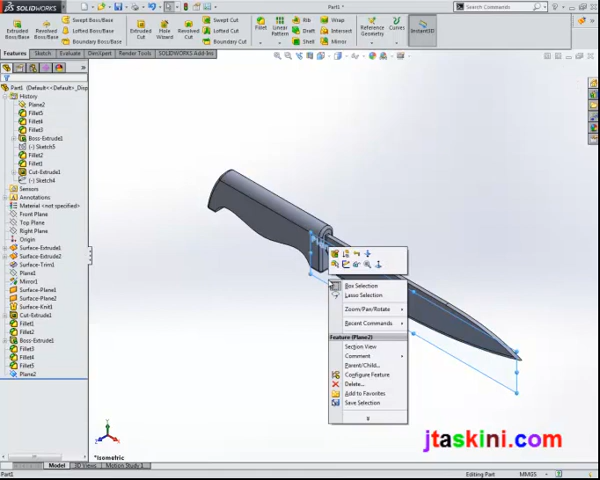 SOLIDWORKS
Part1 *
Search SolidWorks Commands
Extruded Boss/Base
Revolved Boss/Base
Swept Boss/Base
Lofted Boss/Base
Boundary Boss/Base
Extruded Cut
Hole Wizard
Revolved Cut
Swept Cut
Lofted Cut
Boundary Cut
Fillet
Linear Pattern
Rib
Draft
Shell
Wrap
Intersect
Mirror
Reference Geometry
Curves
Instant3D
Features
Sketch
Evaluate
DimXpert
Render Tools
SOLIDWORKS Add-Ins
Part1 (Default<<Default>_Disp
History
Plane2
Fillet5
Fillet4
Fillet3
Boss-Extrude1
(-) Sketch5
Fillet2
Fillet1
Cut-Extrude1
(-) Sketch4
Sensors
Annotations
Material <not specified>
Front Plane
Top Plane
Right Plane
Origin
Surface-Extrude1
Surface-Extrude2
Surface-Trim1
Plane1
Mirror1
Surface-Plane1
Surface-Plane2
Surface-Knit1
Cut-Extrude1
Fillet1
Fillet2
Boss-Extrude1
Fillet3
Fillet4
Fillet5
Plane2
Box Selection
Lasso Selection
Zoom/Pan/Rotate
Recent Commands
Feature (Plane2)
Section View
Comment
Parent/Child...
Configure Feature
Delete...
Add to Favorites
Save Selection
jtaskini.com
*Isometric
Model
3D Views
Motion Study 1
Part1
Editing Part
MMGS